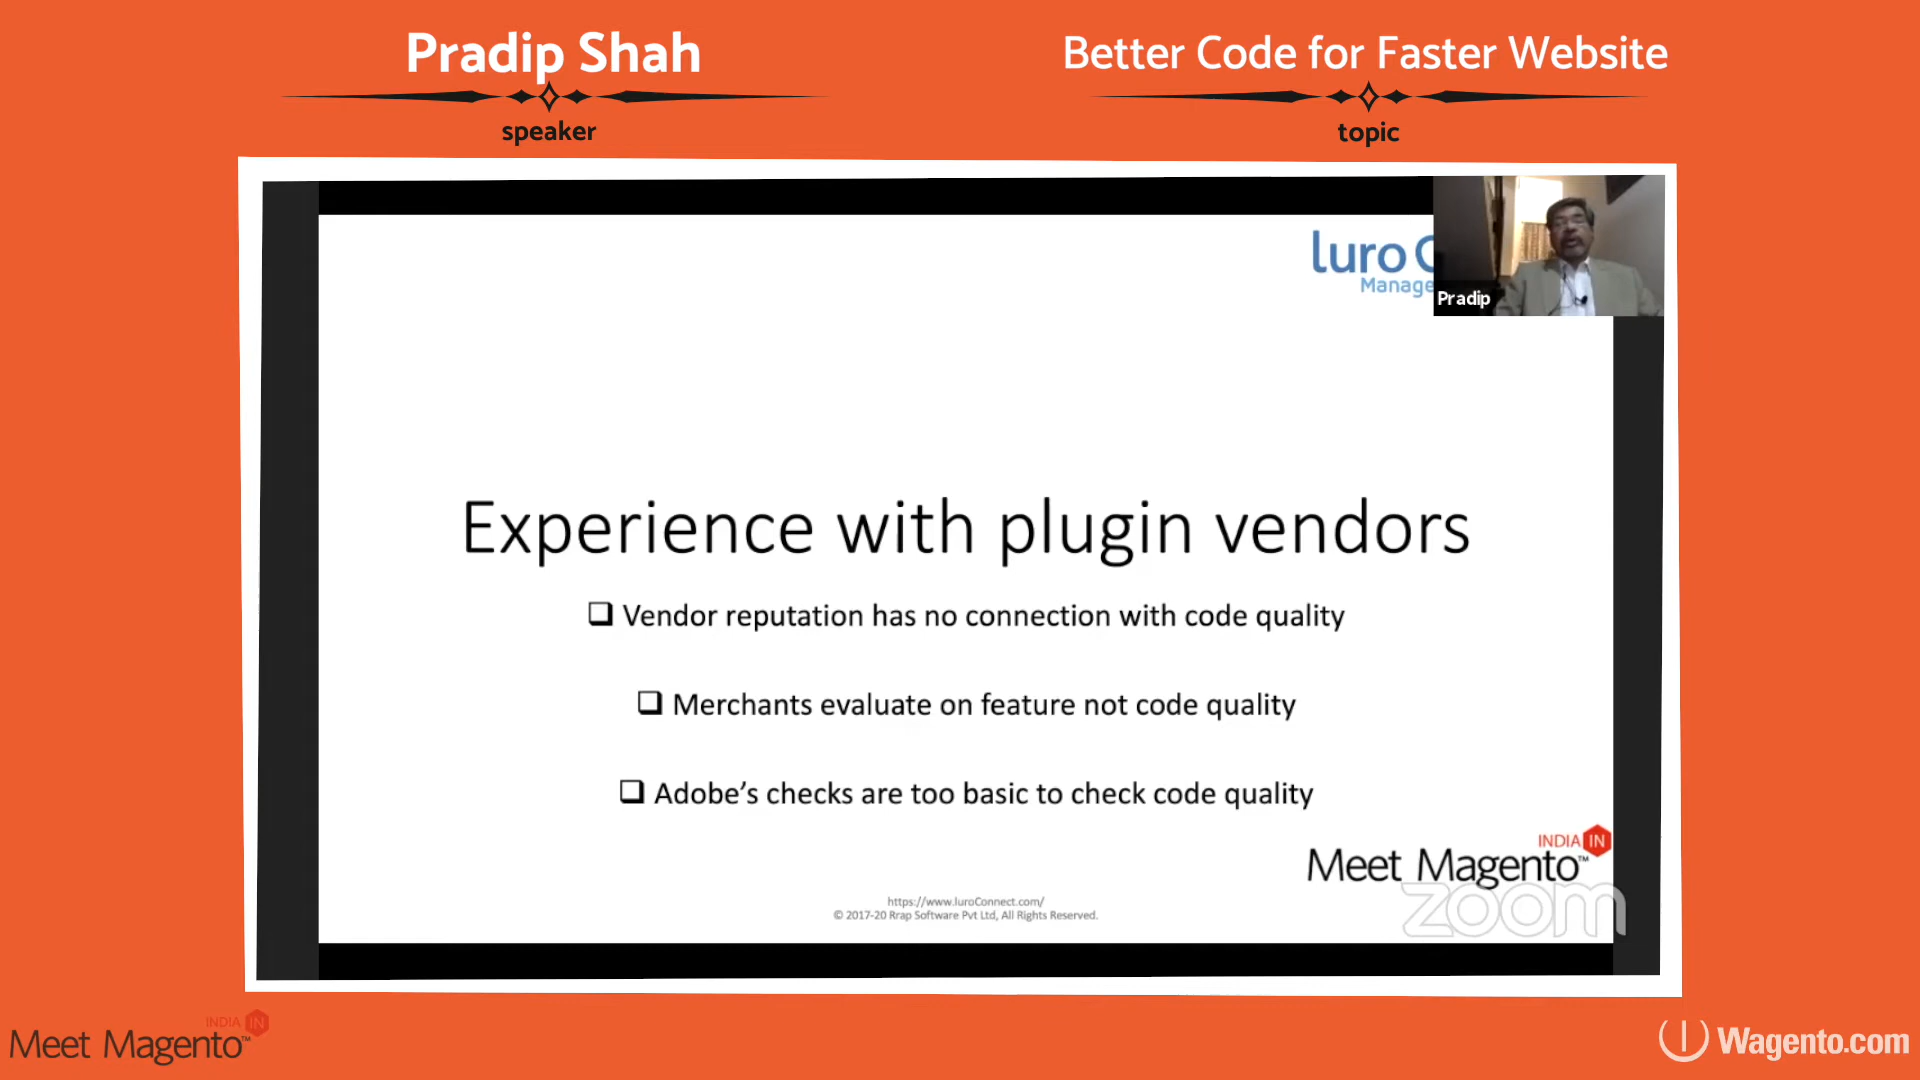 Pradip Shah
speaker
Better Code for Faster Website
topic
luro
Manage
Pradip
Experience with plugin vendors
❑ Vendor reputation has no connection with code quality
❑ Merchants evaluate on feature not code quality
❑ Adobe’s checks are too basic to check code quality
INDIA IN
Meet Magento™
zoom
https://www.luroConnect.com/
© 2017-20 Rrap Software Pvt Ltd, All Rights Reserved.
INDIA IN
Meet Magento™
Wagento.com